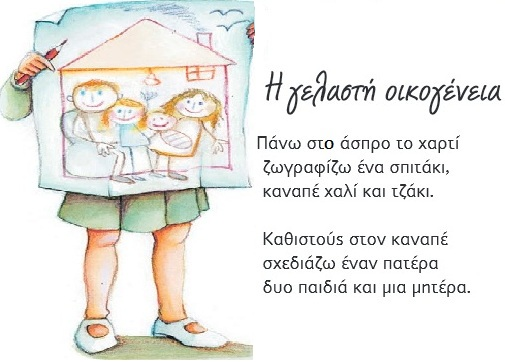 Η γελαστή οικογένεια
Πάνω στο άσπρο το χαρτί
ζωγραφίζω ένα σπιτάκι,
καναπέ χαλί και τζάκι.
Καθιστούς στον καναπέ
σχεδιάζω έναν πατέρα
δυο παιδιά και μια μητέρα.